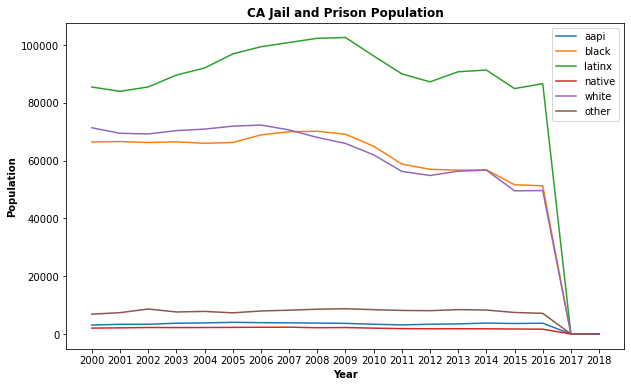 CA Jail and Prison Population
aapi
black
latinx
native
white
other
100000
80000
60000
40000
20000
0
Population
2000 2001 2002 2003 2004 2005 2006 2007 2008 2009 2010 2011 2012 2013 2014 2015 2016 2017 2018
Year